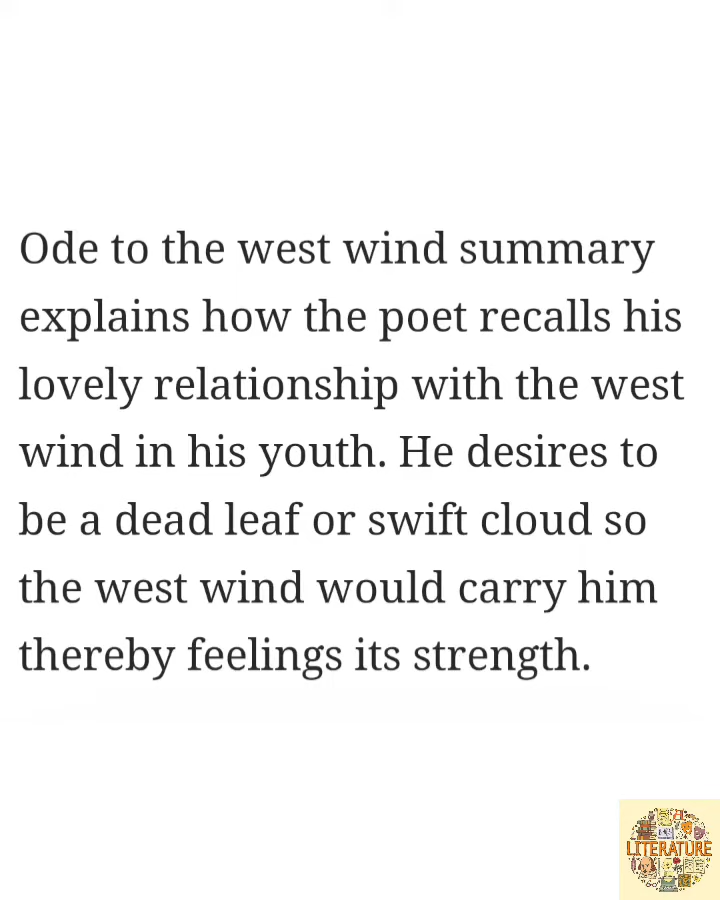 Ode to the west wind summary
explains how the poet recalls his
lovely relationship with the west
wind in his youth. He desires to
be a dead leaf or swift cloud so
the west wind would carry him
thereby feelings its strength.
LITERATURE